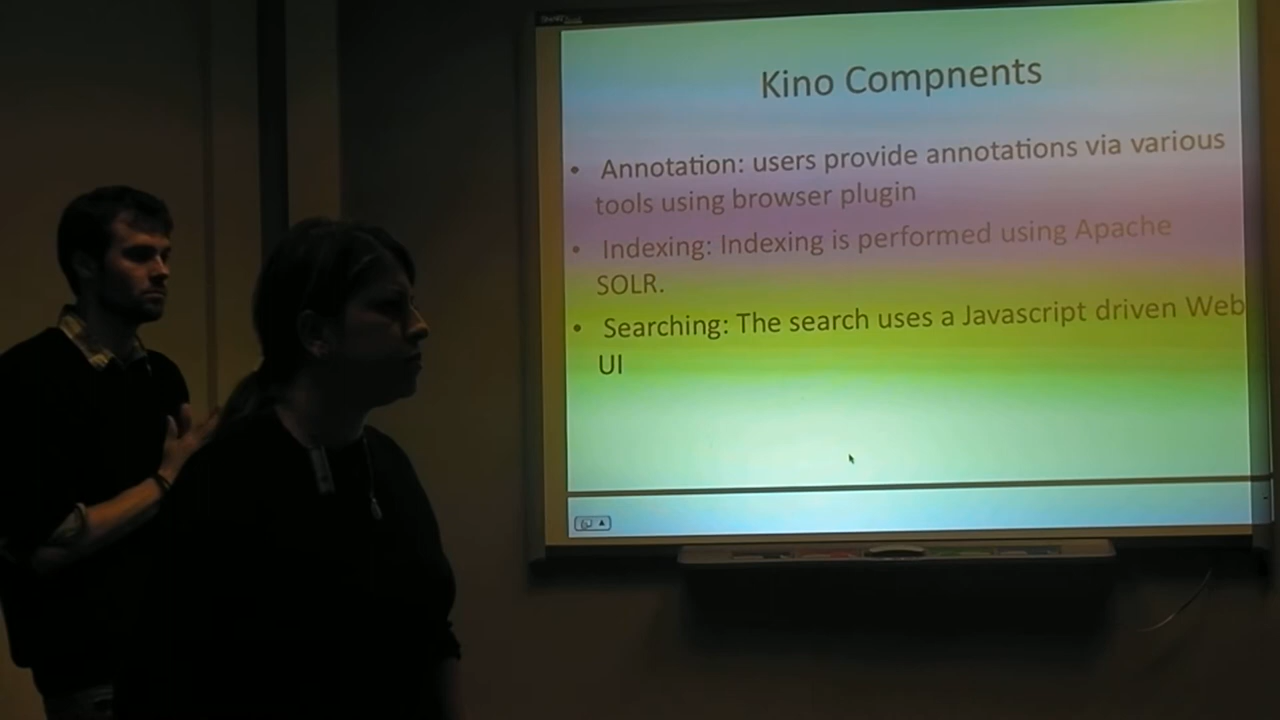 Kino Compnents
• Annotation: users provide annotations via various
tools using browser plugin
• Indexing: Indexing is performed using Apache
SOLR.
• Searching: The search uses a Javascript driven Web
UI